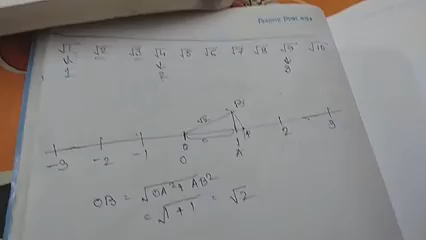 √1 √2 √3 √4 √5 √6 √7 √8 √9 √10
1 2 3
√2 B
-3 -2 -1 0 1 2 3
O A
OB = √OA²+AB²
= √1+1 = √2